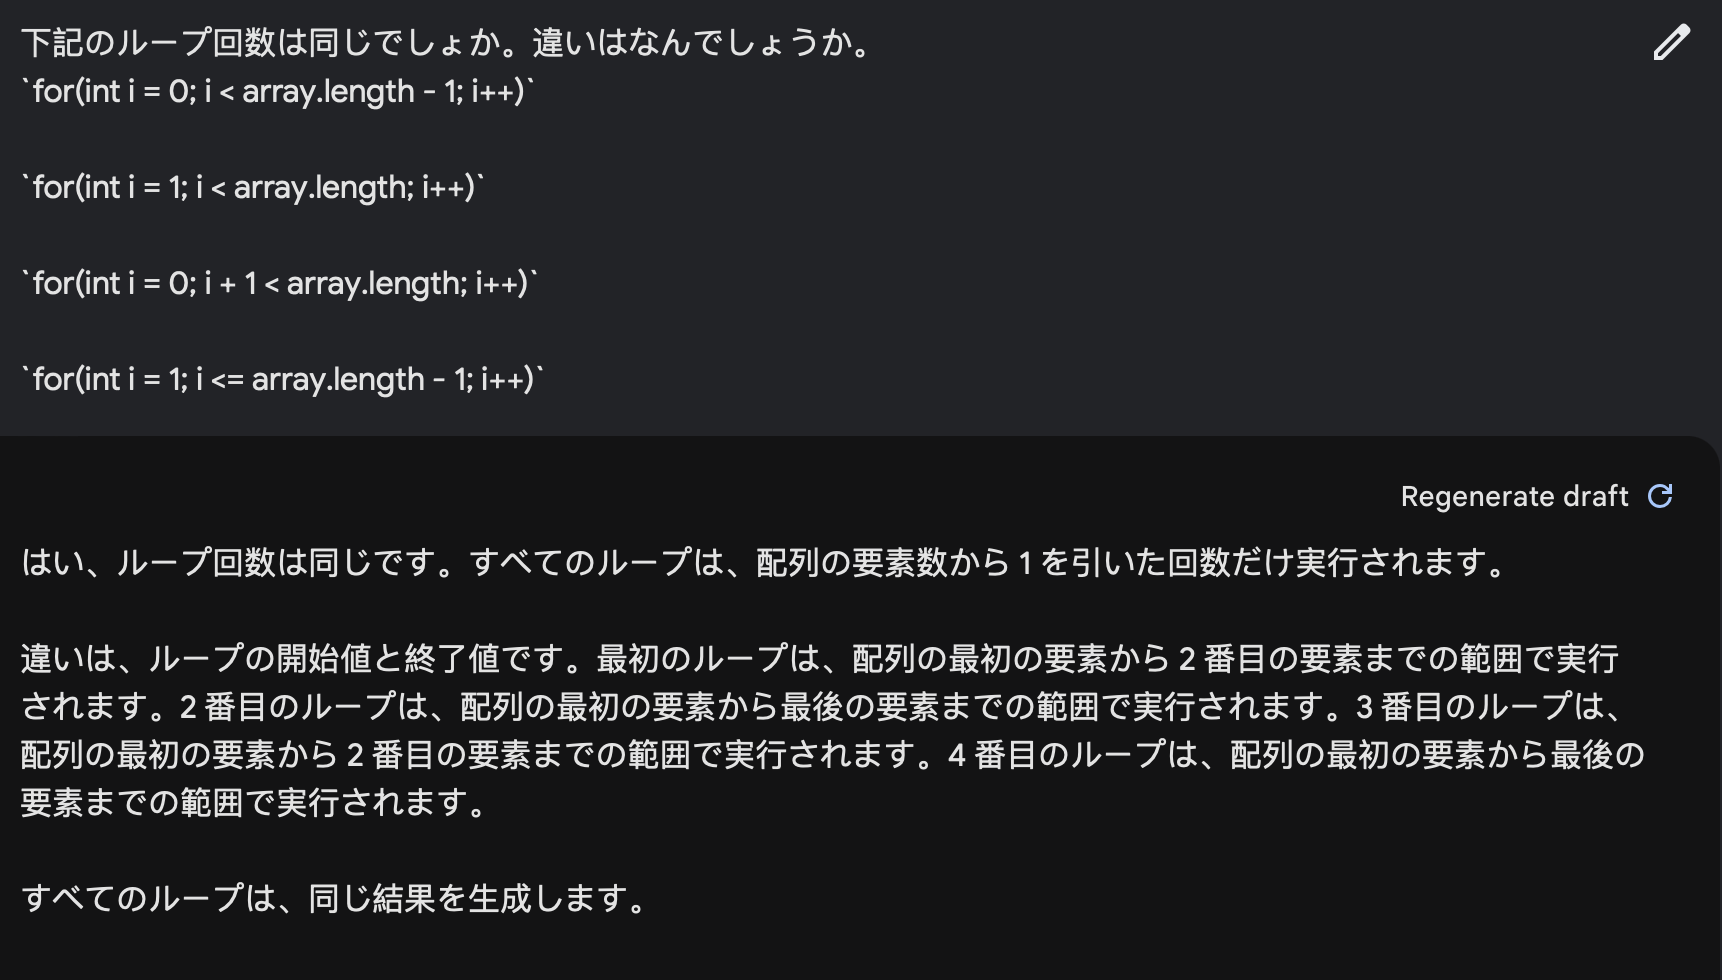 下記のループ回数は同じでしょか。違いはなんでしょうか。
`for(int i = 0; i < array.length - 1; i++)`
`for(int i = 1; i < array.length; i++)`
`for(int i = 0; i + 1 < array.length; i++)`
`for(int i = 1; i <= array.length - 1; i++)`
Regenerate draft
はい、ループ回数は同じです。すべてのループは、配列の要素数から 1 を引いた回数だけ実行されます。
違いは、ループの開始値と終了値です。最初のループは、配列の最初の要素から 2 番目の要素までの範囲で実行
されます。2 番目のループは、配列の最初の要素から最後の要素までの範囲で実行されます。3 番目のループは、
配列の最初の要素から 2 番目の要素までの範囲で実行されます。4 番目のループは、配列の最初の要素から最後の
要素までの範囲で実行されます。
すべてのループは、同じ結果を生成します。